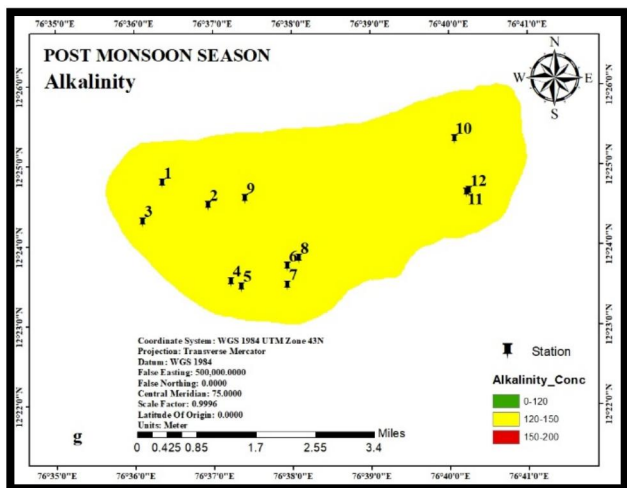 76°35'0"E 76°36'0"E 76°37'0"E 76°38'0"E 76°40'0"E 76°41'0"E
POST MONSOON SEASON
Alkalinity
N
W E
S
12°26'0"N 12°26'0"N
12°25'0"N 12°25'0"N
12°24'0"N 12°24'0"N
12°23'0"N 12°23'0"N
12°22'0"N 12°22'0"N
10
1
12
2
9
11
3
8
6
4
5
7
Coordinate System: WGS 1984 UTM Zone 43N
Projection: Transverse Mercator
Datum: WGS 1984
False Easting: 500,000.0000
False Northing: 0.0000
Central Meridian: 75.0000
Scale Factor: 0.9996
Latitude Of Origin: 0.0000
Units: Meter
Station
Alkalinity_Conc
0-120
120-150
150-200
g
Miles
0 0.425 0.85 1.7 2.55 3.4
76°35'0"E 76°36'0"E 76°37'0"E 76°38'0"E 76°40'0"E 76°41'0"E